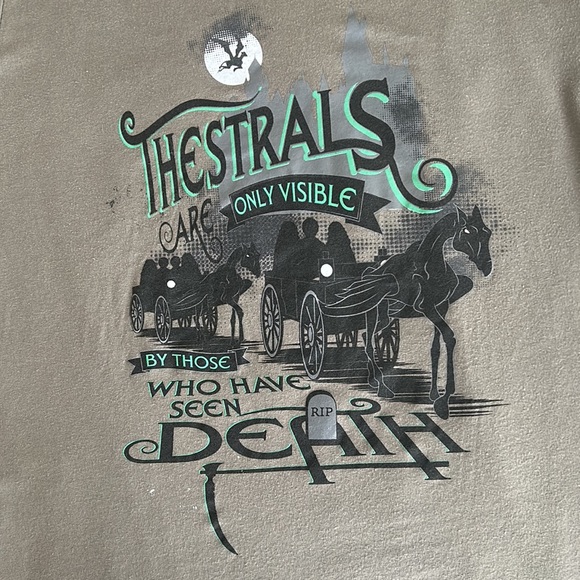 THESTRALS
ARE
ONLY VISIBLE
BY THOSE
WHO HAVE
SEEN
RIP
DEATH